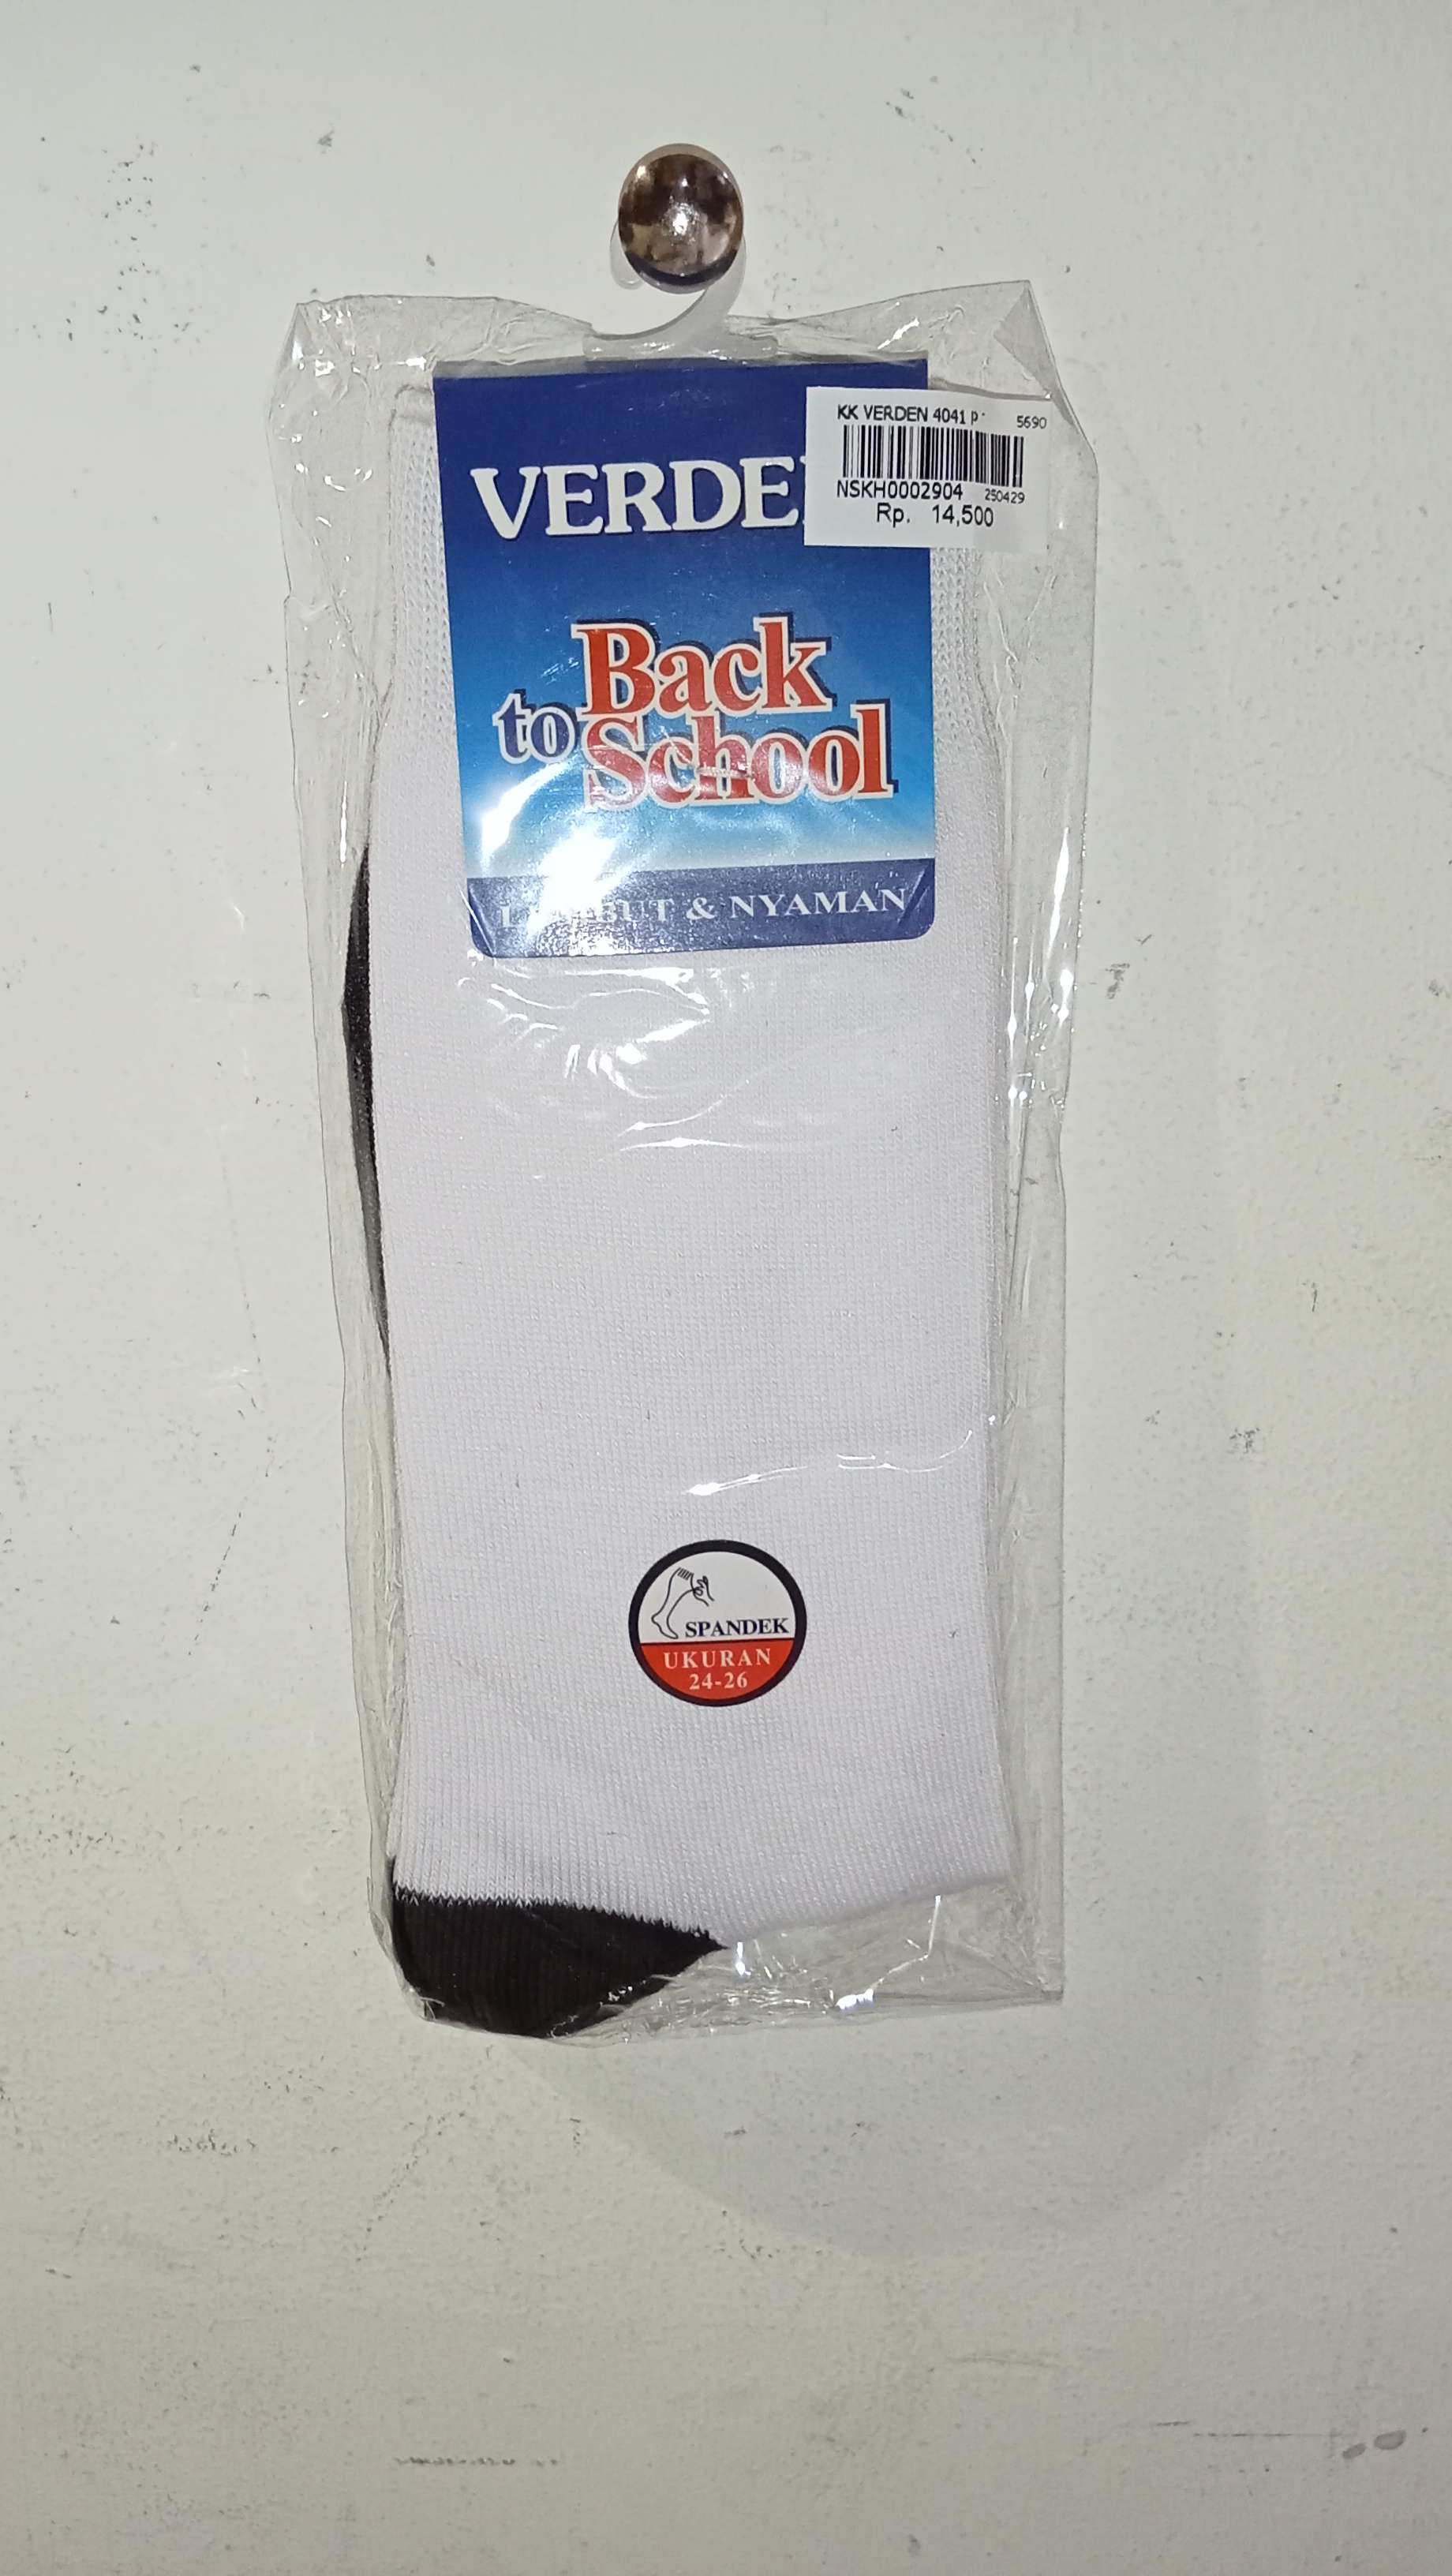 KK VERDEN 4041 P
5690
NSKH0002904
250429
Rp. 14,500
VERDE
Back
to School
& NYAMAN
SPANDEK
UKURAN
24-26